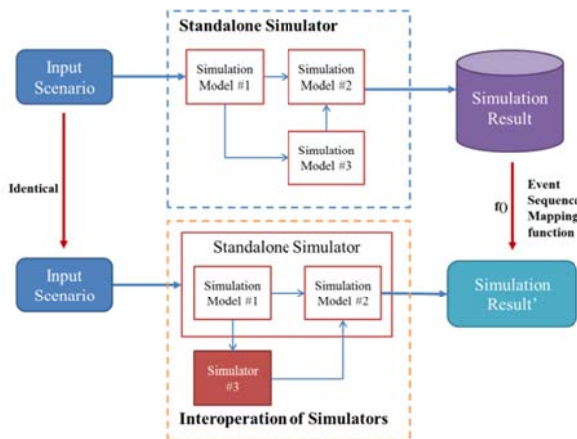 Standalone Simulator
Input
Scenario
Simulation
Model #1
Simulation
Model #2
Simulation
Model #3
Simulation
Result
Identical
f()
Event
Sequence
Mapping
function
Input
Scenario
Standalone Simulator
Simulation
Model #1
Simulation
Model #2
Simulator
#3
Simulation
Result'
Interoperation of Simulators